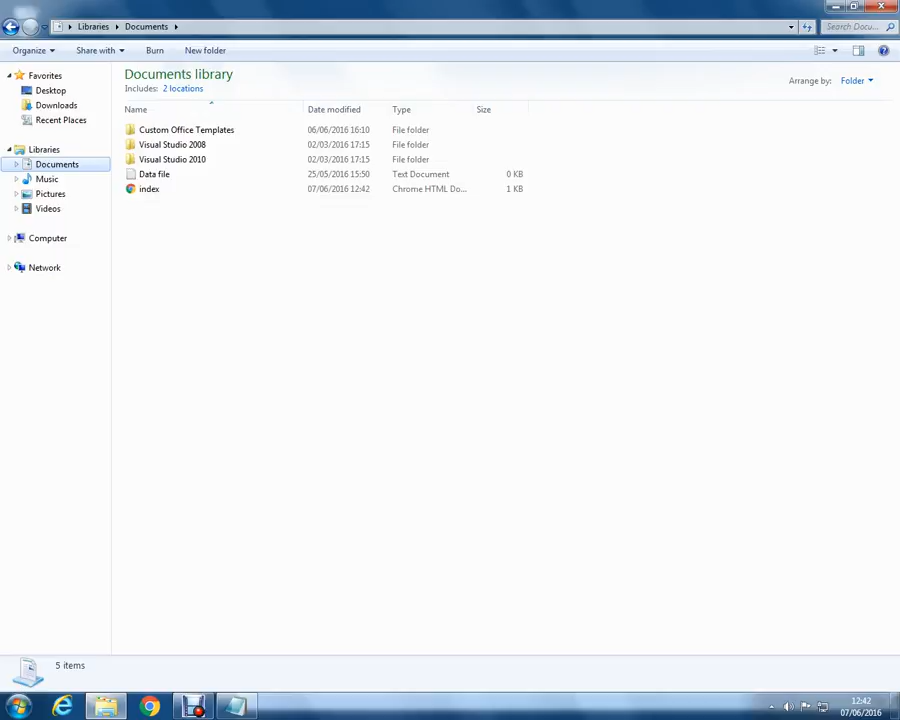 Libraries Documents Search Docu...
Organize Share with Burn New folder
Favorites
Desktop
Downloads
Recent Places
Libraries
Documents
Music
Pictures
Videos
Computer
Network
Documents library
Includes: 2 locations
Arrange by: Folder
Name Date modified Type Size
Custom Office Templates 06/06/2016 16:10 File folder
Visual Studio 2008 02/03/2016 17:15 File folder
Visual Studio 2010 02/03/2016 17:15 File folder
Data file 25/05/2016 15:50 Text Document 0 KB
index 07/06/2016 12:42 Chrome HTML Do... 1 KB
5 items
12:42
07/06/2016